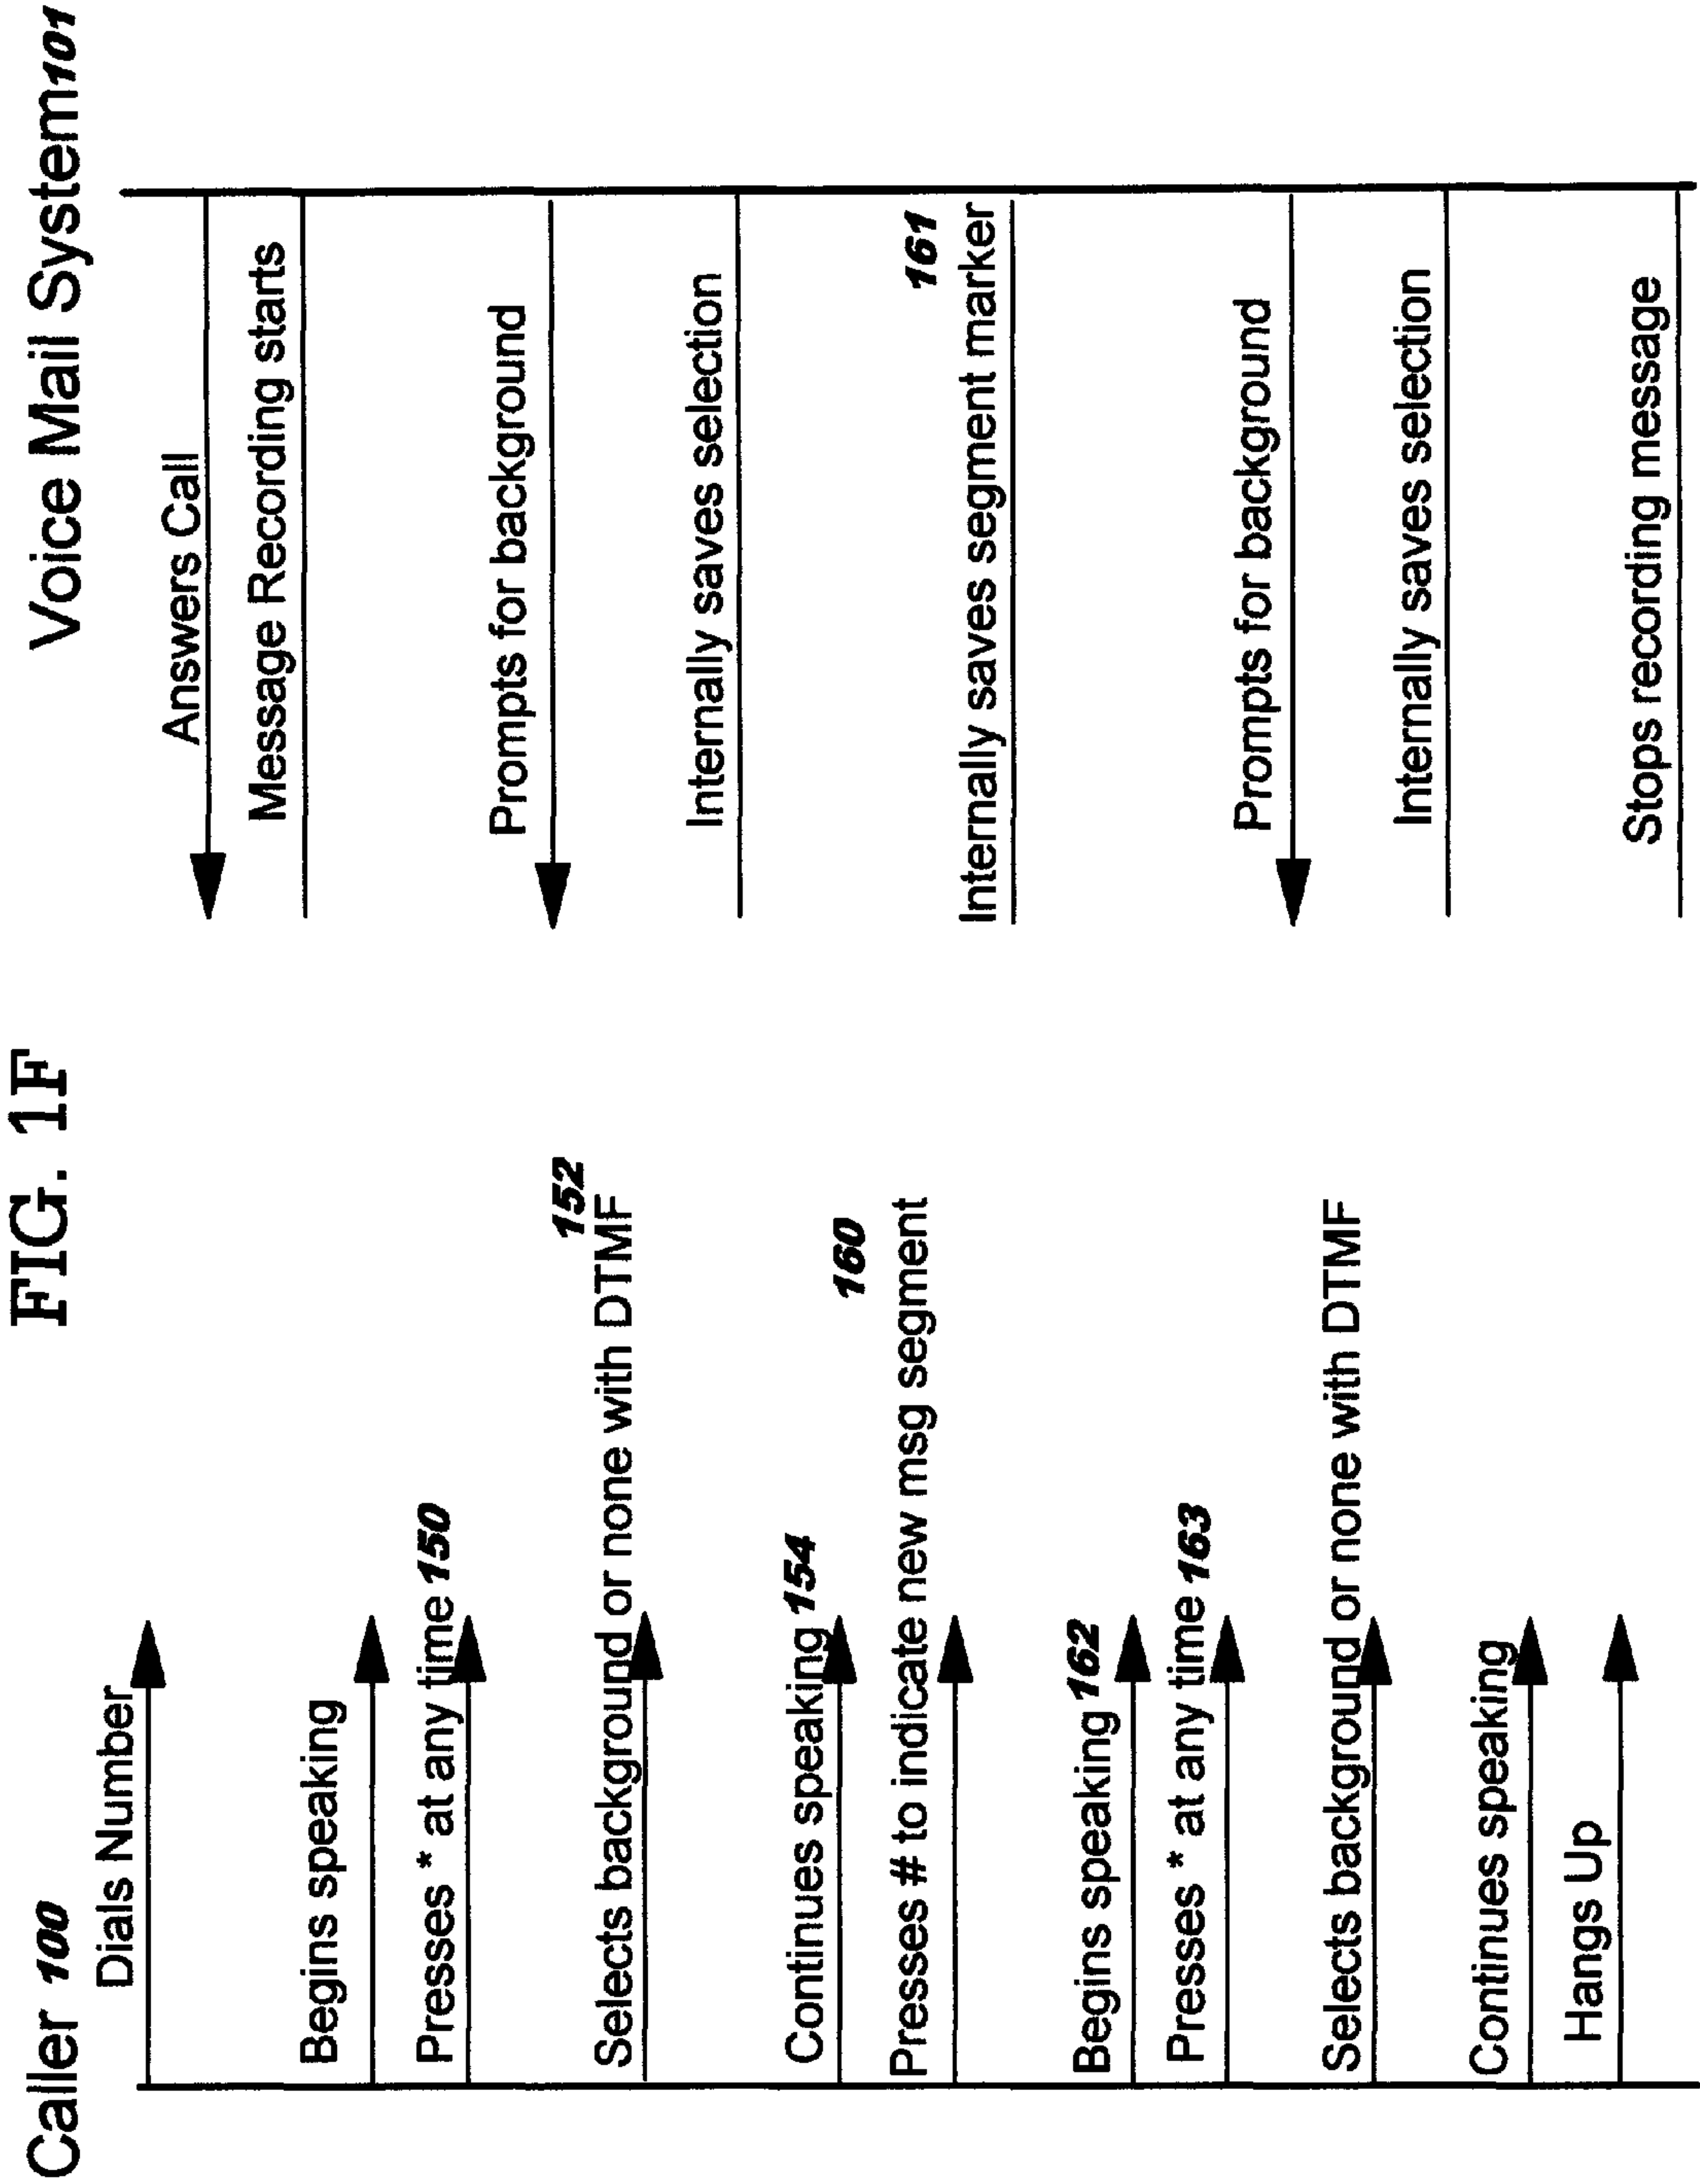 FIG. 1F
Caller 100
Voice Mail System 101
Dials Number
Answers Call
Message Recording starts
Begins speaking
Presses * at any time 150
Prompts for background
152
Selects background or none with DTMF
Internally saves selection
Continues speaking 154
160
Presses # to indicate new msg segment
161
Internally saves segment marker
Begins speaking 162
Presses * at any time 163
Prompts for background
Selects background or none with DTMF
Internally saves selection
Continues speaking
Hangs Up
Stops recording message